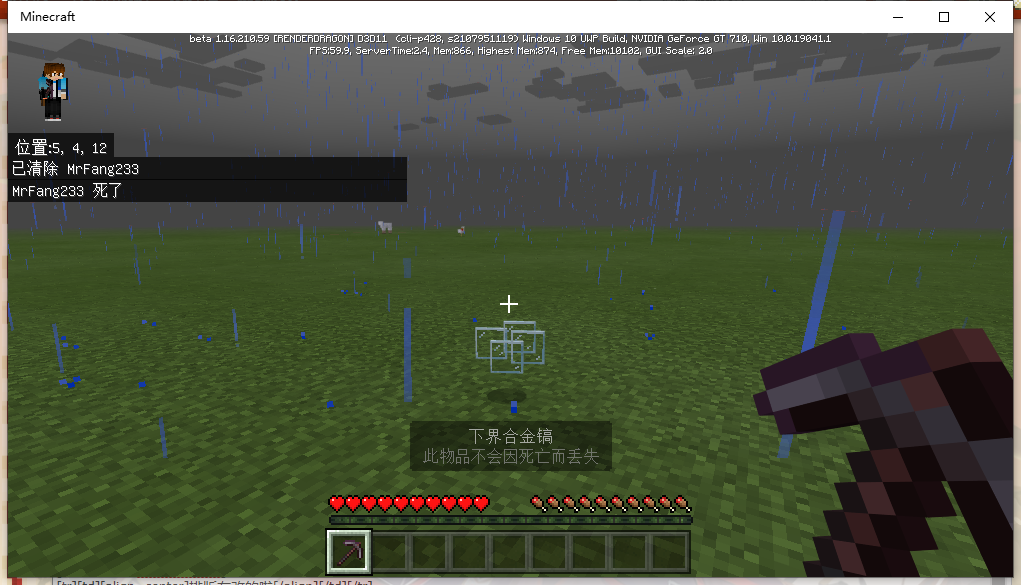 Minecraft
beta 1.16.210.59 [RENDERDRAGON] D3D11 (Cli-p428, s2107951119) Windows 10 UWP Build, NVIDIA GeForce GT 710, Win 10.0.19041.1
FPS:59.9, ServerTime:2.4, Mem:866, Highest Mem:874, Free Mem:10102, GUI Scale: 2.0
位置:5, 4, 12
已清除 MrFang233
MrFang233 死了
下界合金镐
此物品不会因死亡而丢失